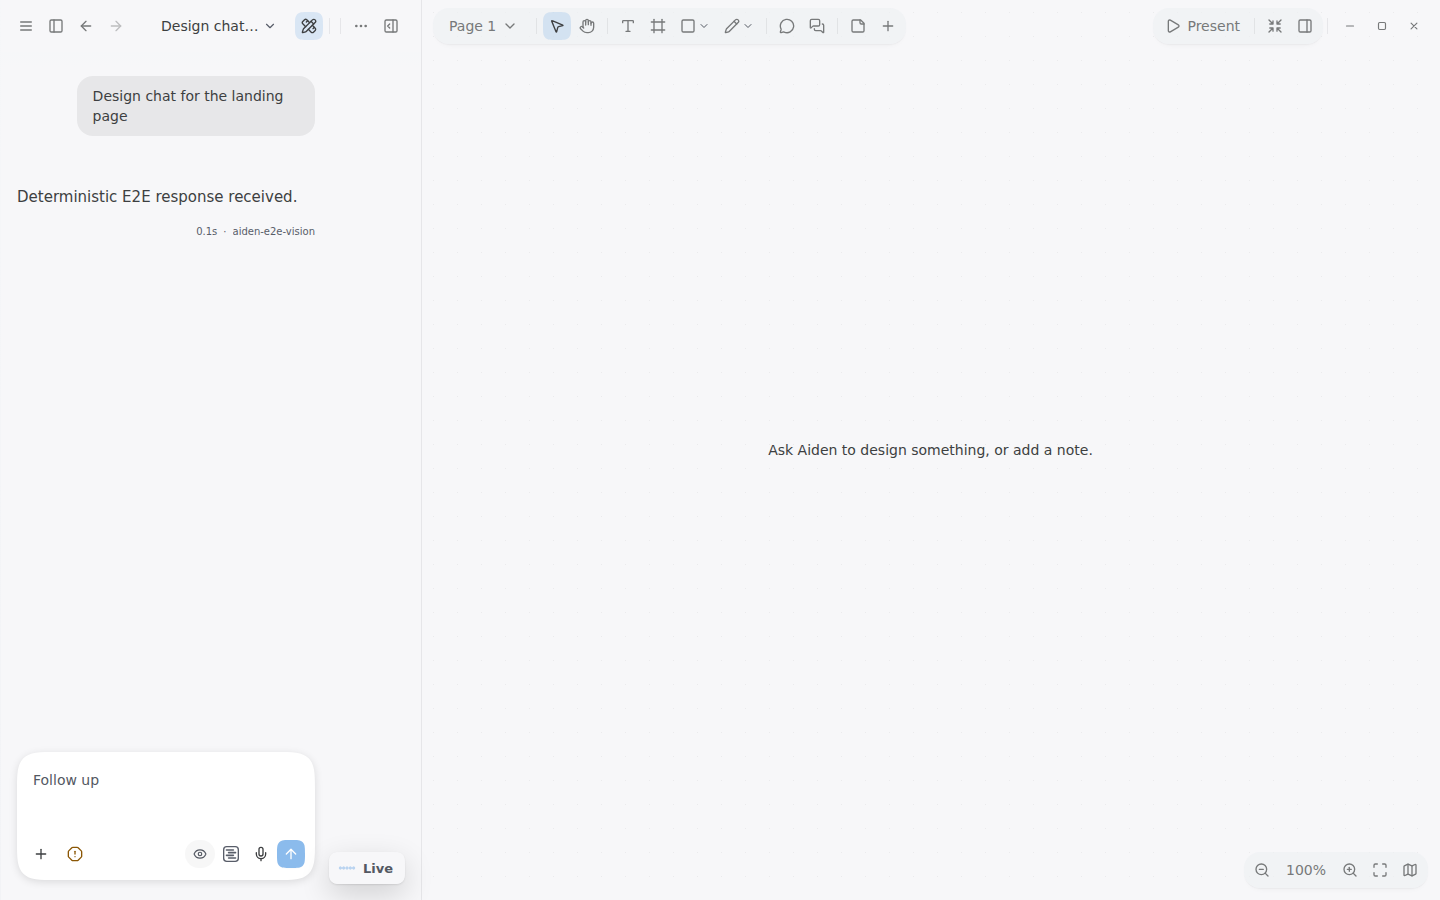 Design chat...
Page 1
Present
Design chat for the landing
page
Deterministic E2E response received.
0.1s · aiden-e2e-vision
Ask Aiden to design something, or add a note.
Follow up
Live
100%